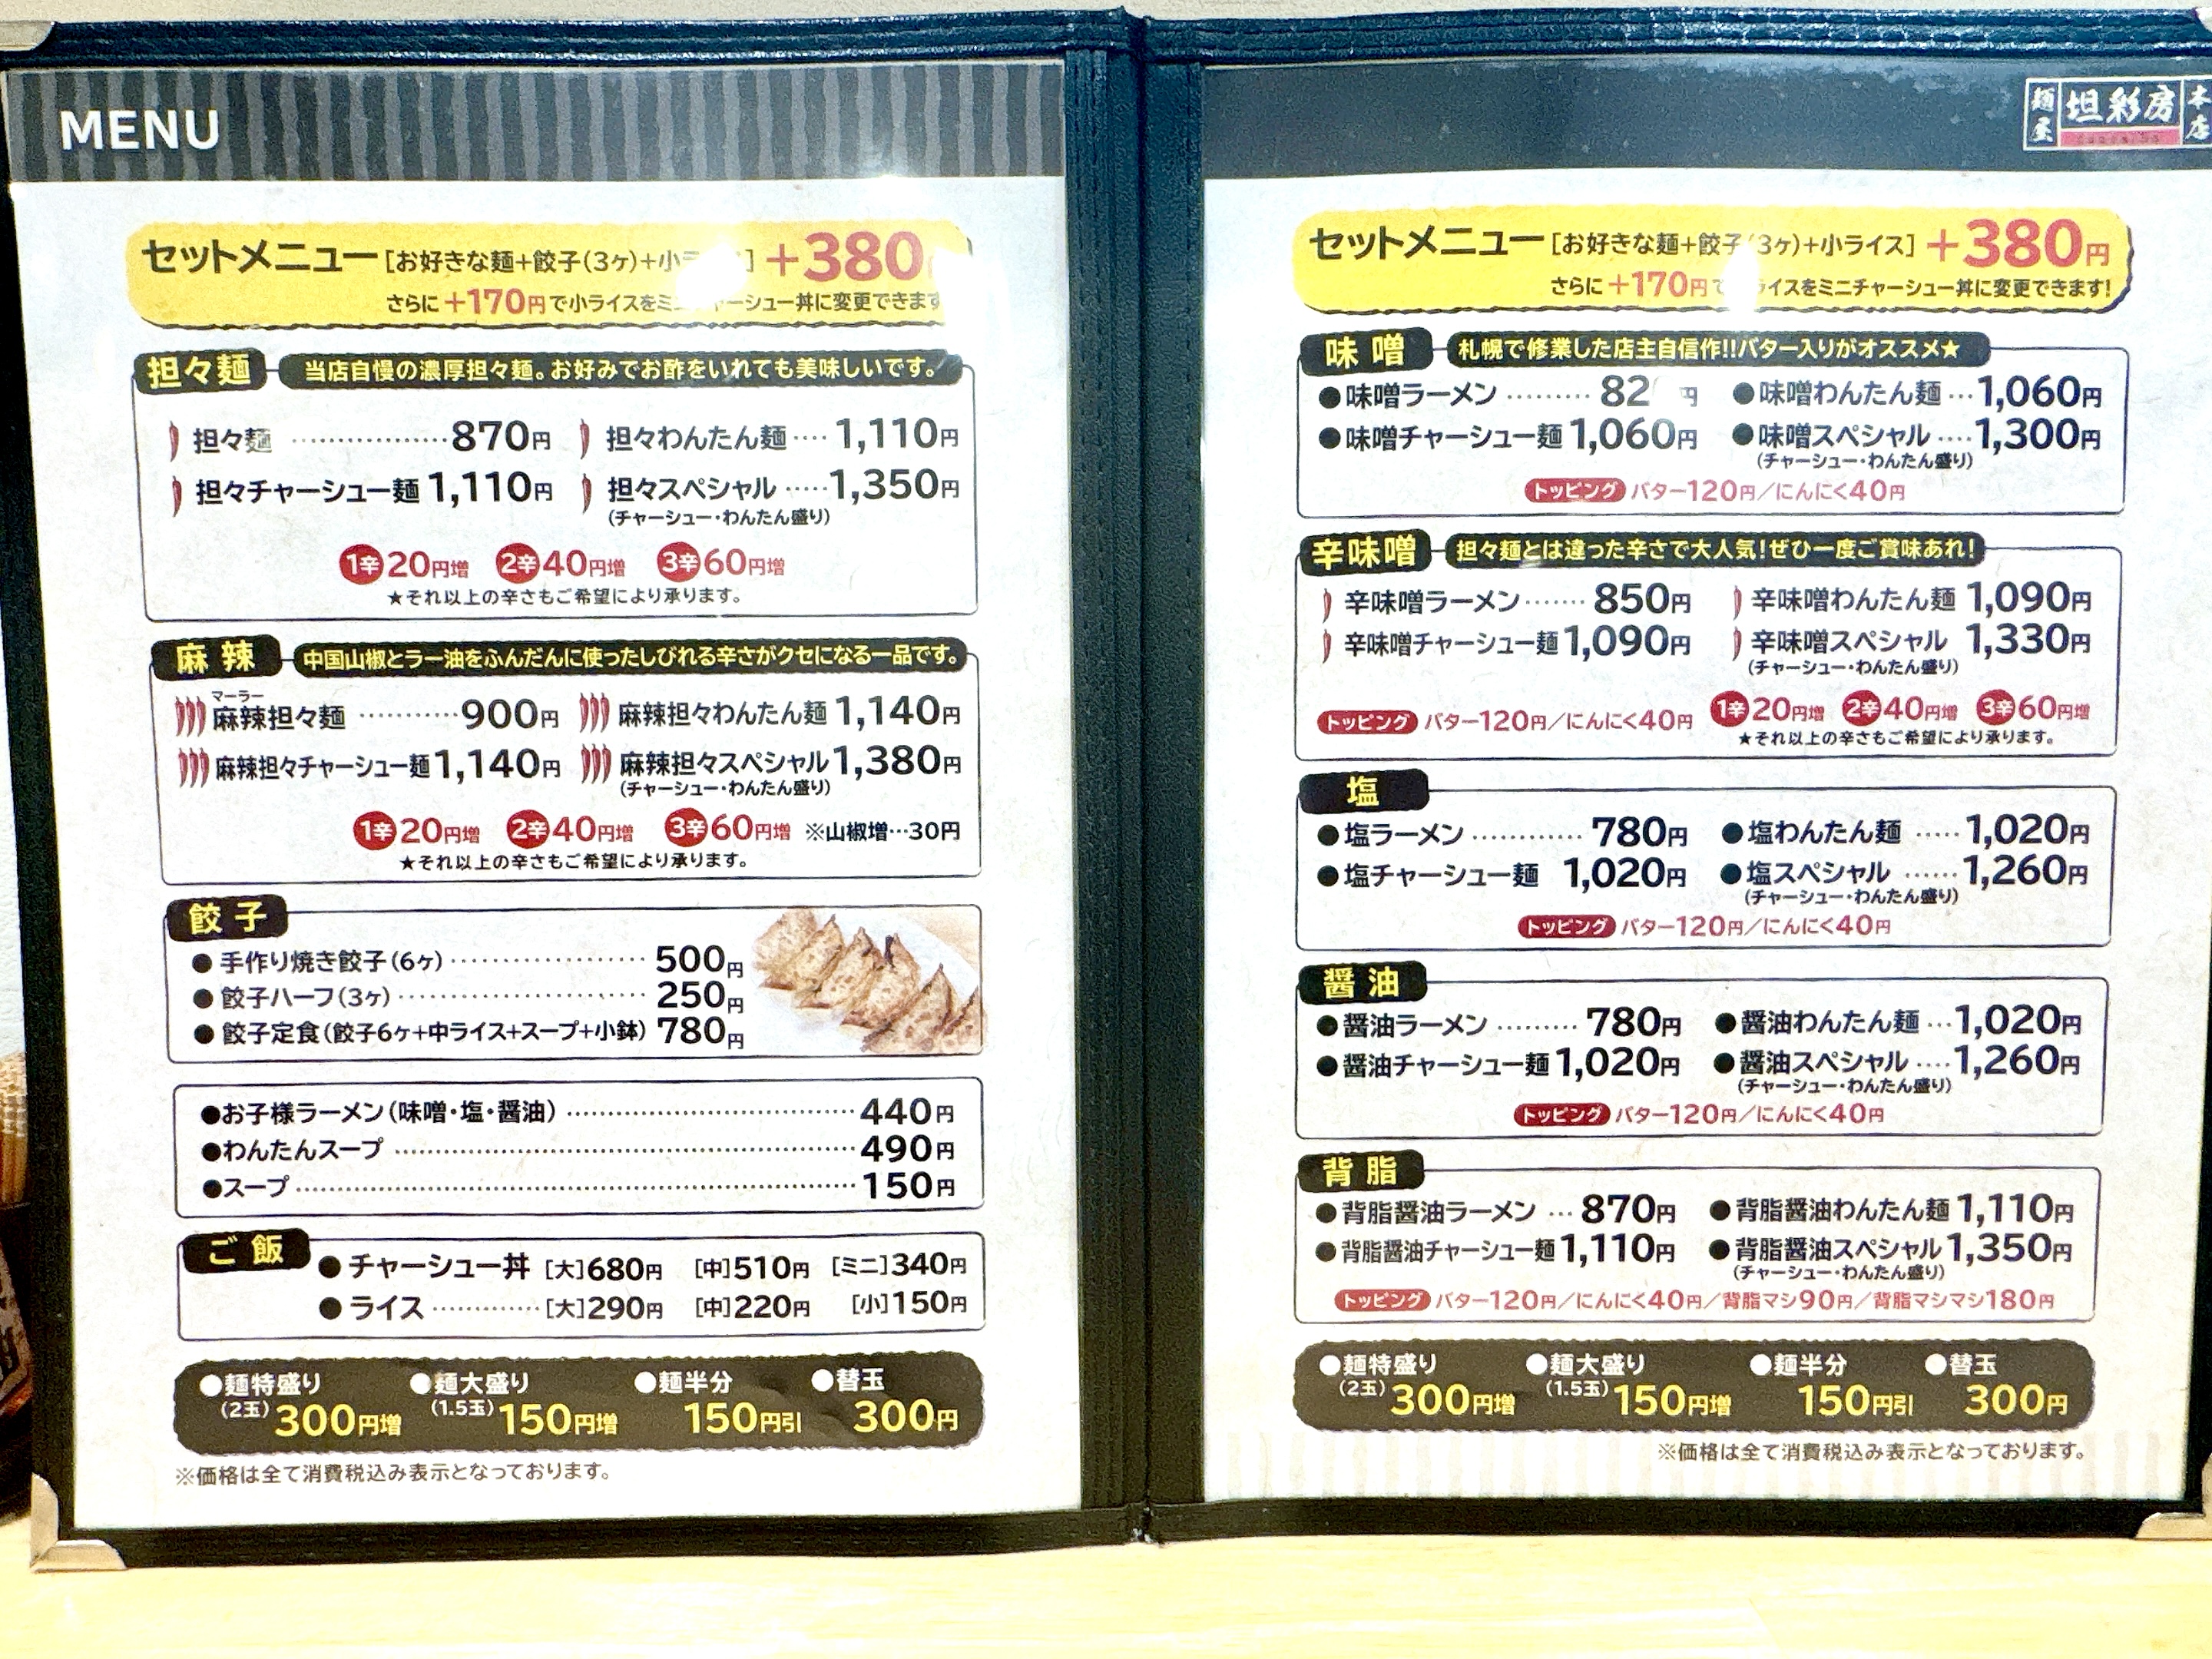 MENU
セットメニュー [お好きな麺+餃子(3ケ)+小 ] +380
さらに+170円で小ライスをミニチャーシュー丼に変更できます
担々麺 当店自慢の濃厚担々麺。お好みでお酢をいれても美味しいです。
担々麺 ………………870円 担々わんたん麺 ‥‥ 1,110円
担々チャーシュー麺 1,110円 担々スペシャル ‥‥‥1,350円
(チャーシュー・わんたん盛り)
1辛20円増 2辛40円増 3辛60円増
★それ以上の辛さもご希望により承ります。
麻辣 中国山椒とラー油をふんだんに使ったしびれる辛さがクセになる一品です。
マーラー
麻辣担々麺 …………900円 麻辣担々わんたん麺 1,140円
麻辣担々チャーシュー麺 1,140円 麻辣担々スペシャル 1,380円
(チャーシュー・わんたん盛り)
1辛20円増 2辛40円増 3辛60円増 ※山椒増…30円
★それ以上の辛さもご希望により承ります。
餃子
●手作り焼き餃子(6ケ)………………… 500円
●餃子ハーフ(3ケ)……………………… 250円
●餃子定食(餃子6ケ+中ライス+スープ+小鉢) 780円
●お子様ラーメン(味噌・塩・醤油)………………………… 440円
●わんたんスープ ………………………………………… 490円
●スープ…………………………………………………… 150円
ご飯
●チャーシュー丼 [大]680円 [中]510円 [ミニ]340円
●ライス …………[大]290円 [中]220円 [小]150円
●麺特盛り ●麺大盛り ●麺半分 ●替玉
(2玉)300円増 (1.5玉)150円増 150円引 300円
※価格は全て消費税込み表示となっております。
麺屋 坦彩房 本店
セットメニュー [お好きな麺+餃子(3ケ)+小ライス] +380円
さらに+170円で ライスをミニチャーシュー丼に変更できます!
味噌 札幌で修業した店主自信作!!バター入りがオススメ★
●味噌ラーメン ……… 円 ●味噌わんたん麺 …1,060円
●味噌チャーシュー麺 1,060円 ●味噌スペシャル ‥‥1,300円
(チャーシュー・わんたん盛り)
トッピング バター120円/にんにく40円
辛味噌 担々麺とは違った辛さで大人気!ぜひ一度ご賞味あれ!
辛味噌ラーメン ……… 850円 辛味噌わんたん麺 1,090円
辛味噌チャーシュー麺 1,090円 辛味噌スペシャル 1,330円
(チャーシュー・わんたん盛り)
トッピング バター120円/にんにく40円 1辛20円増 2辛40円増 3辛60円増
★それ以上の辛さもご希望により承ります。
塩
●塩ラーメン ………… 780円 ●塩わんたん麺 ‥‥‥ 1,020円
●塩チャーシュー麺 1,020円 ●塩スペシャル ……1,260円
(チャーシュー・わんたん盛り)
トッピング バター120円/にんにく40円
醤油
●醤油ラーメン ……… 780円 ●醤油わんたん麺 …1,020円
●醤油チャーシュー麺 1,020円 ●醤油スペシャル ‥‥1,260円
(チャーシュー・わんたん盛り)
トッピング バター120円/にんにく40円
背脂
●背脂醤油ラーメン … 870円 ●背脂醤油わんたん麺 1,110円
●背脂醤油チャーシュー麺 1,110円 ●背脂醤油スペシャル 1,350円
(チャーシュー・わんたん盛り)
トッピング バター120円/にんにく40円/背脂マシ90円/背脂マシマシ180円
●麺特盛り ●麺大盛り ●麺半分 ●替玉
(2玉)300円増 (1.5玉)150円増 150円引 300円
※価格は全て消費税込み表示となっております。